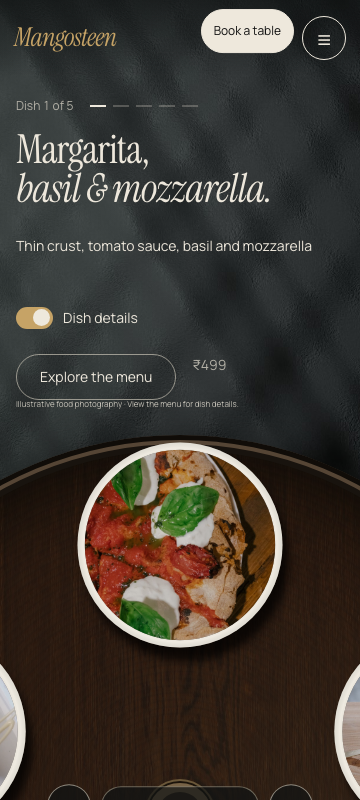 Mangosteen
Book a table
Dish 1 of 5
Margarita,
basil & mozzarella.
Thin crust, tomato sauce, basil and mozzarella
Dish details
Explore the menu
₹499
Illustrative food photography · View the menu for dish details.